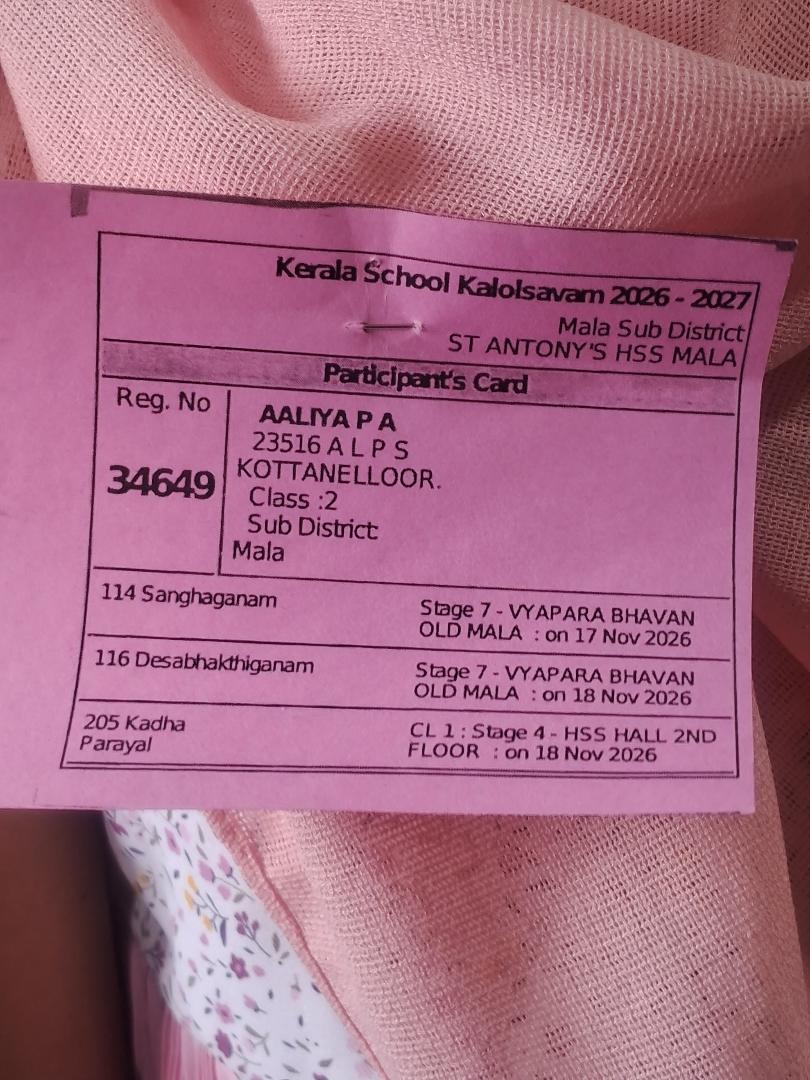 Kerala School Kalolsavam 2026 - 2027
Mala Sub District
ST ANTONY'S HSS MALA
Participant's Card
Reg. No
34649
AALIYA P A
23516 A L P S
KOTTANELLOOR.
Class :2
Sub District:
Mala
114 Sanghaganam
Stage 7 - VYAPARA BHAVAN
OLD MALA : on 17 Nov 2026
116 Desabhakthiganam
Stage 7 - VYAPARA BHAVAN
OLD MALA : on 18 Nov 2026
205 Kadha
Parayal
CL 1 : Stage 4 - HSS HALL 2ND
FLOOR : on 18 Nov 2026